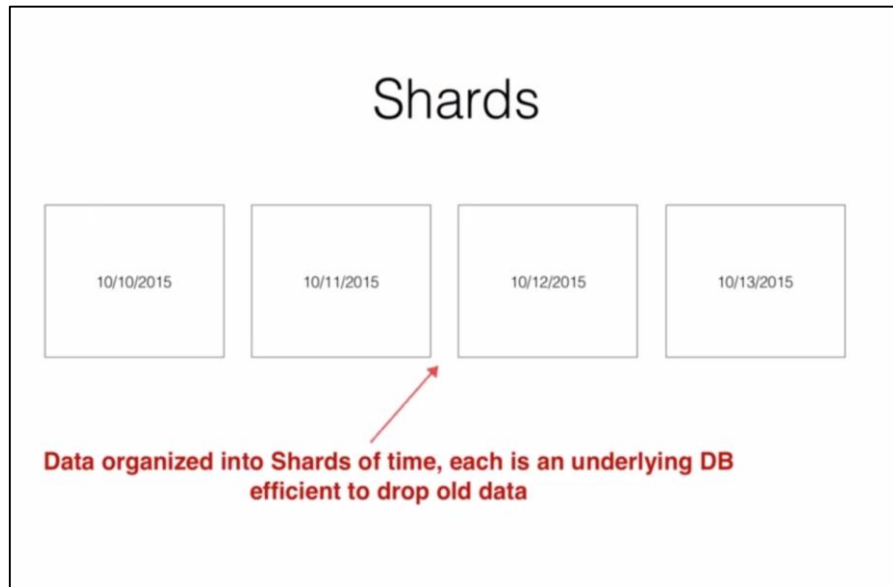 Shards
10/10/2015
10/11/2015
10/12/2015
10/13/2015
Data organized into Shards of time, each is an underlying DB
efficient to drop old data